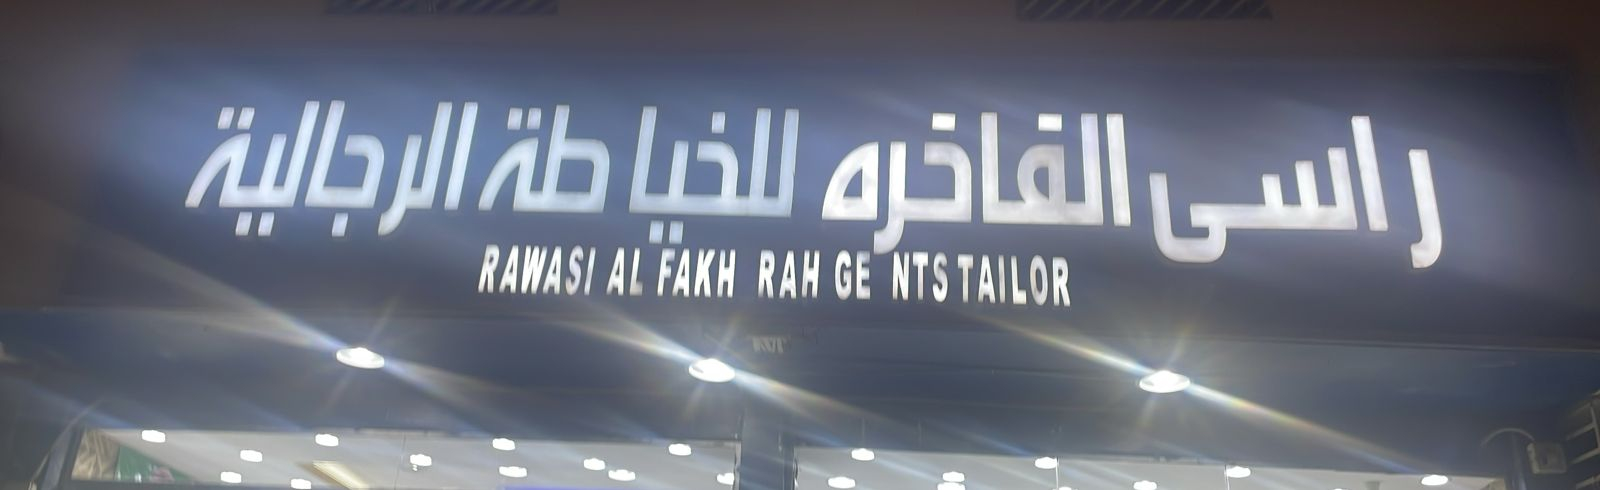 راسى الفاخره للخياطة الرجالية
RAWASI AL FAKH RAH GE NTS TAILOR